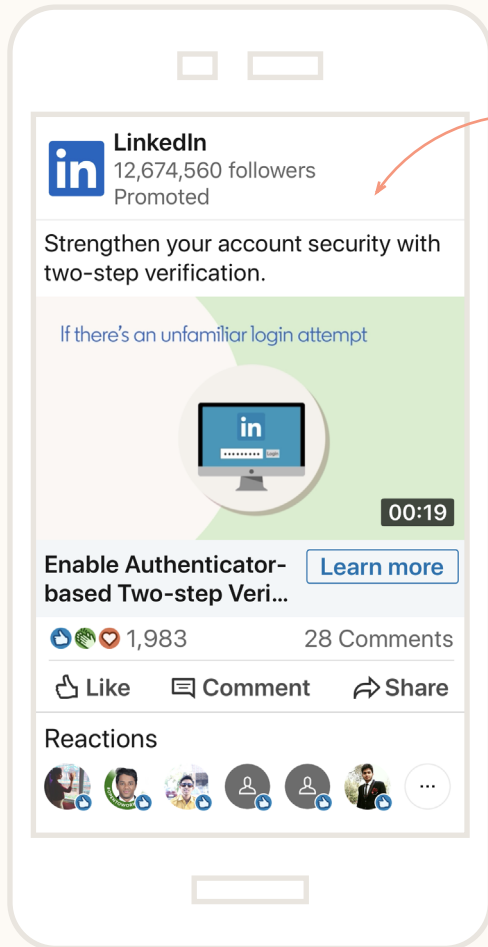 in
LinkedIn
12,674,560 followers
Promoted
Strengthen your account security with
two-step verification.
If there's an unfamiliar login attempt
in
Login
00:19
Enable Authenticator-
based Two-step Veri...
Learn more
1,983
28 Comments
Like
Comment
Share
Reactions
#OPENTOWORK
...